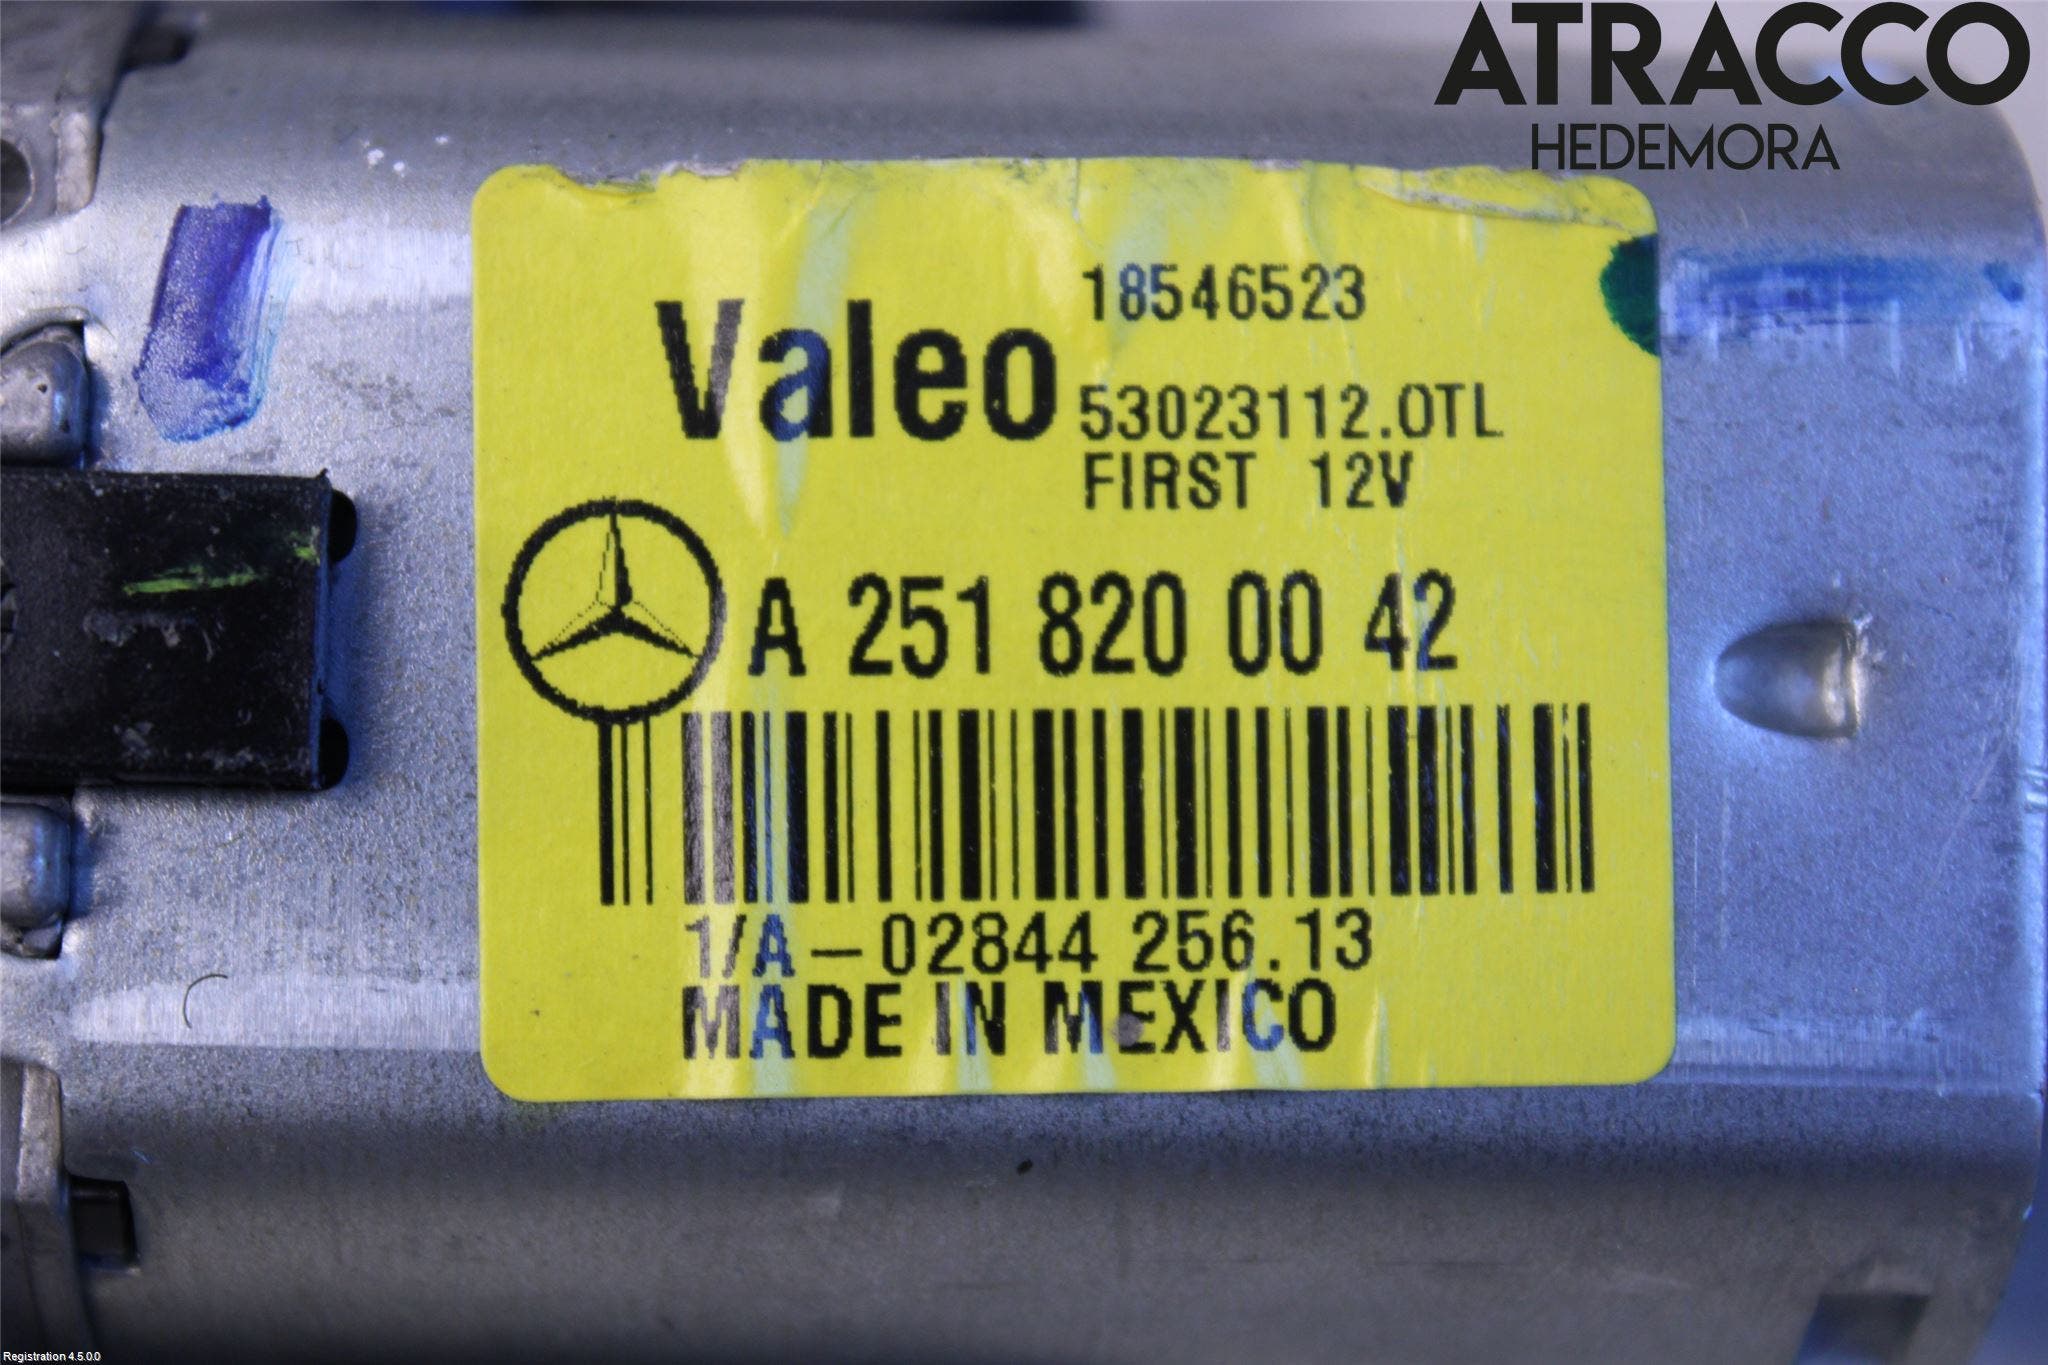 ATRACCO
HEDEMORA
Valeo
18546523
53023112.OTL
FIRST 12V
A 251 820 00 42
1/A-02844 256.13
MADE IN MEXICO
Registration 4.5.0.0